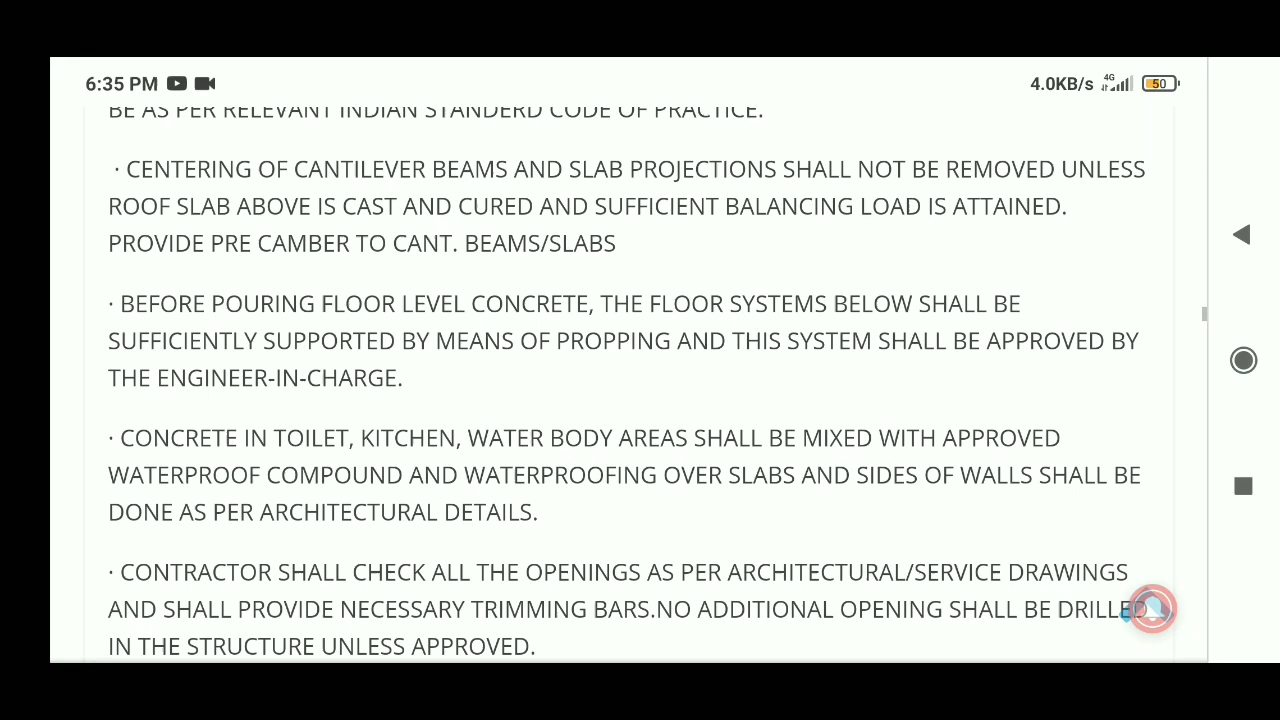 6:35 PM
4.0KB/s 4G 50
BE AS PER RELEVANT INDIAN STANDERD CODE OF PRACTICE.
· CENTERING OF CANTILEVER BEAMS AND SLAB PROJECTIONS SHALL NOT BE REMOVED UNLESS
ROOF SLAB ABOVE IS CAST AND CURED AND SUFFICIENT BALANCING LOAD IS ATTAINED.
PROVIDE PRE CAMBER TO CANT. BEAMS/SLABS
· BEFORE POURING FLOOR LEVEL CONCRETE, THE FLOOR SYSTEMS BELOW SHALL BE
SUFFICIENTLY SUPPORTED BY MEANS OF PROPPING AND THIS SYSTEM SHALL BE APPROVED BY
THE ENGINEER-IN-CHARGE.
· CONCRETE IN TOILET, KITCHEN, WATER BODY AREAS SHALL BE MIXED WITH APPROVED
WATERPROOF COMPOUND AND WATERPROOFING OVER SLABS AND SIDES OF WALLS SHALL BE
DONE AS PER ARCHITECTURAL DETAILS.
· CONTRACTOR SHALL CHECK ALL THE OPENINGS AS PER ARCHITECTURAL/SERVICE DRAWINGS
AND SHALL PROVIDE NECESSARY TRIMMING BARS.NO ADDITIONAL OPENING SHALL BE DRILLED
IN THE STRUCTURE UNLESS APPROVED.